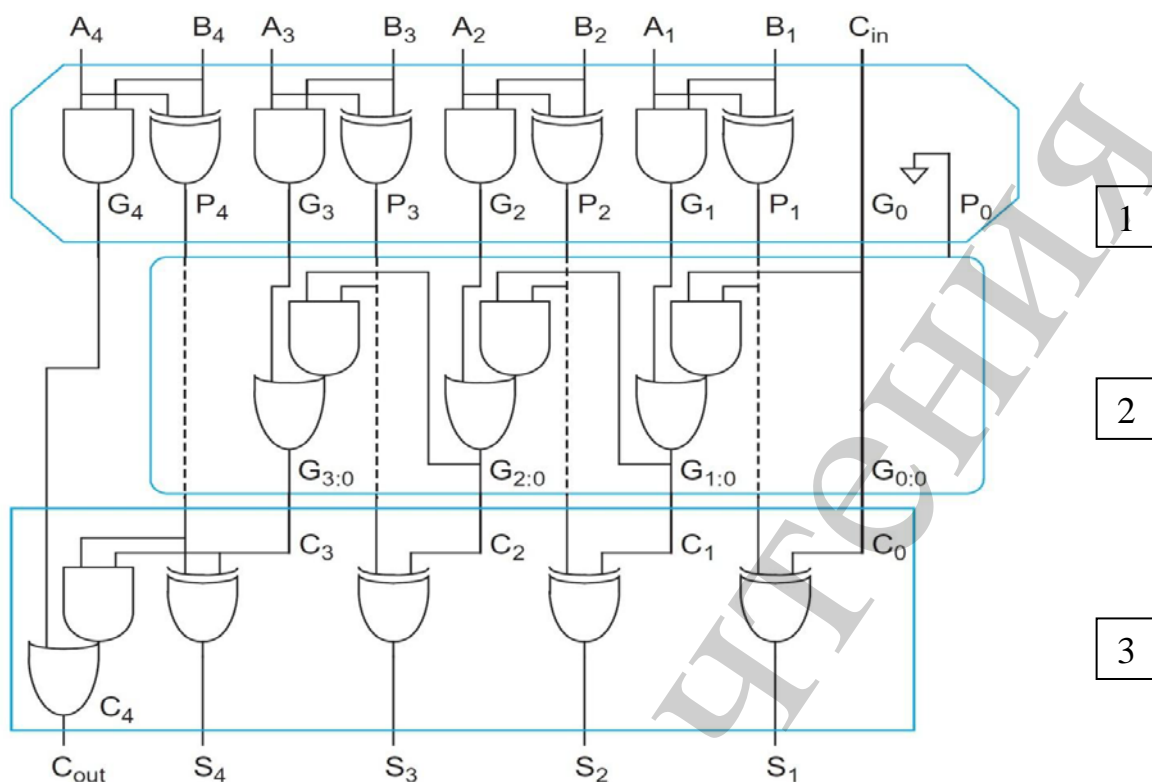 A4 B4 A3 B3 A2 B2 A1 B1 Cin
G4 P4 G3 P3 G2 P2 G1 P1 G0 P0
1
2
G3:0 G2:0 G1:0 G0:0
C3 C2 C1 C0
3
C4
Cout S4 S3 S2 S1
чтения